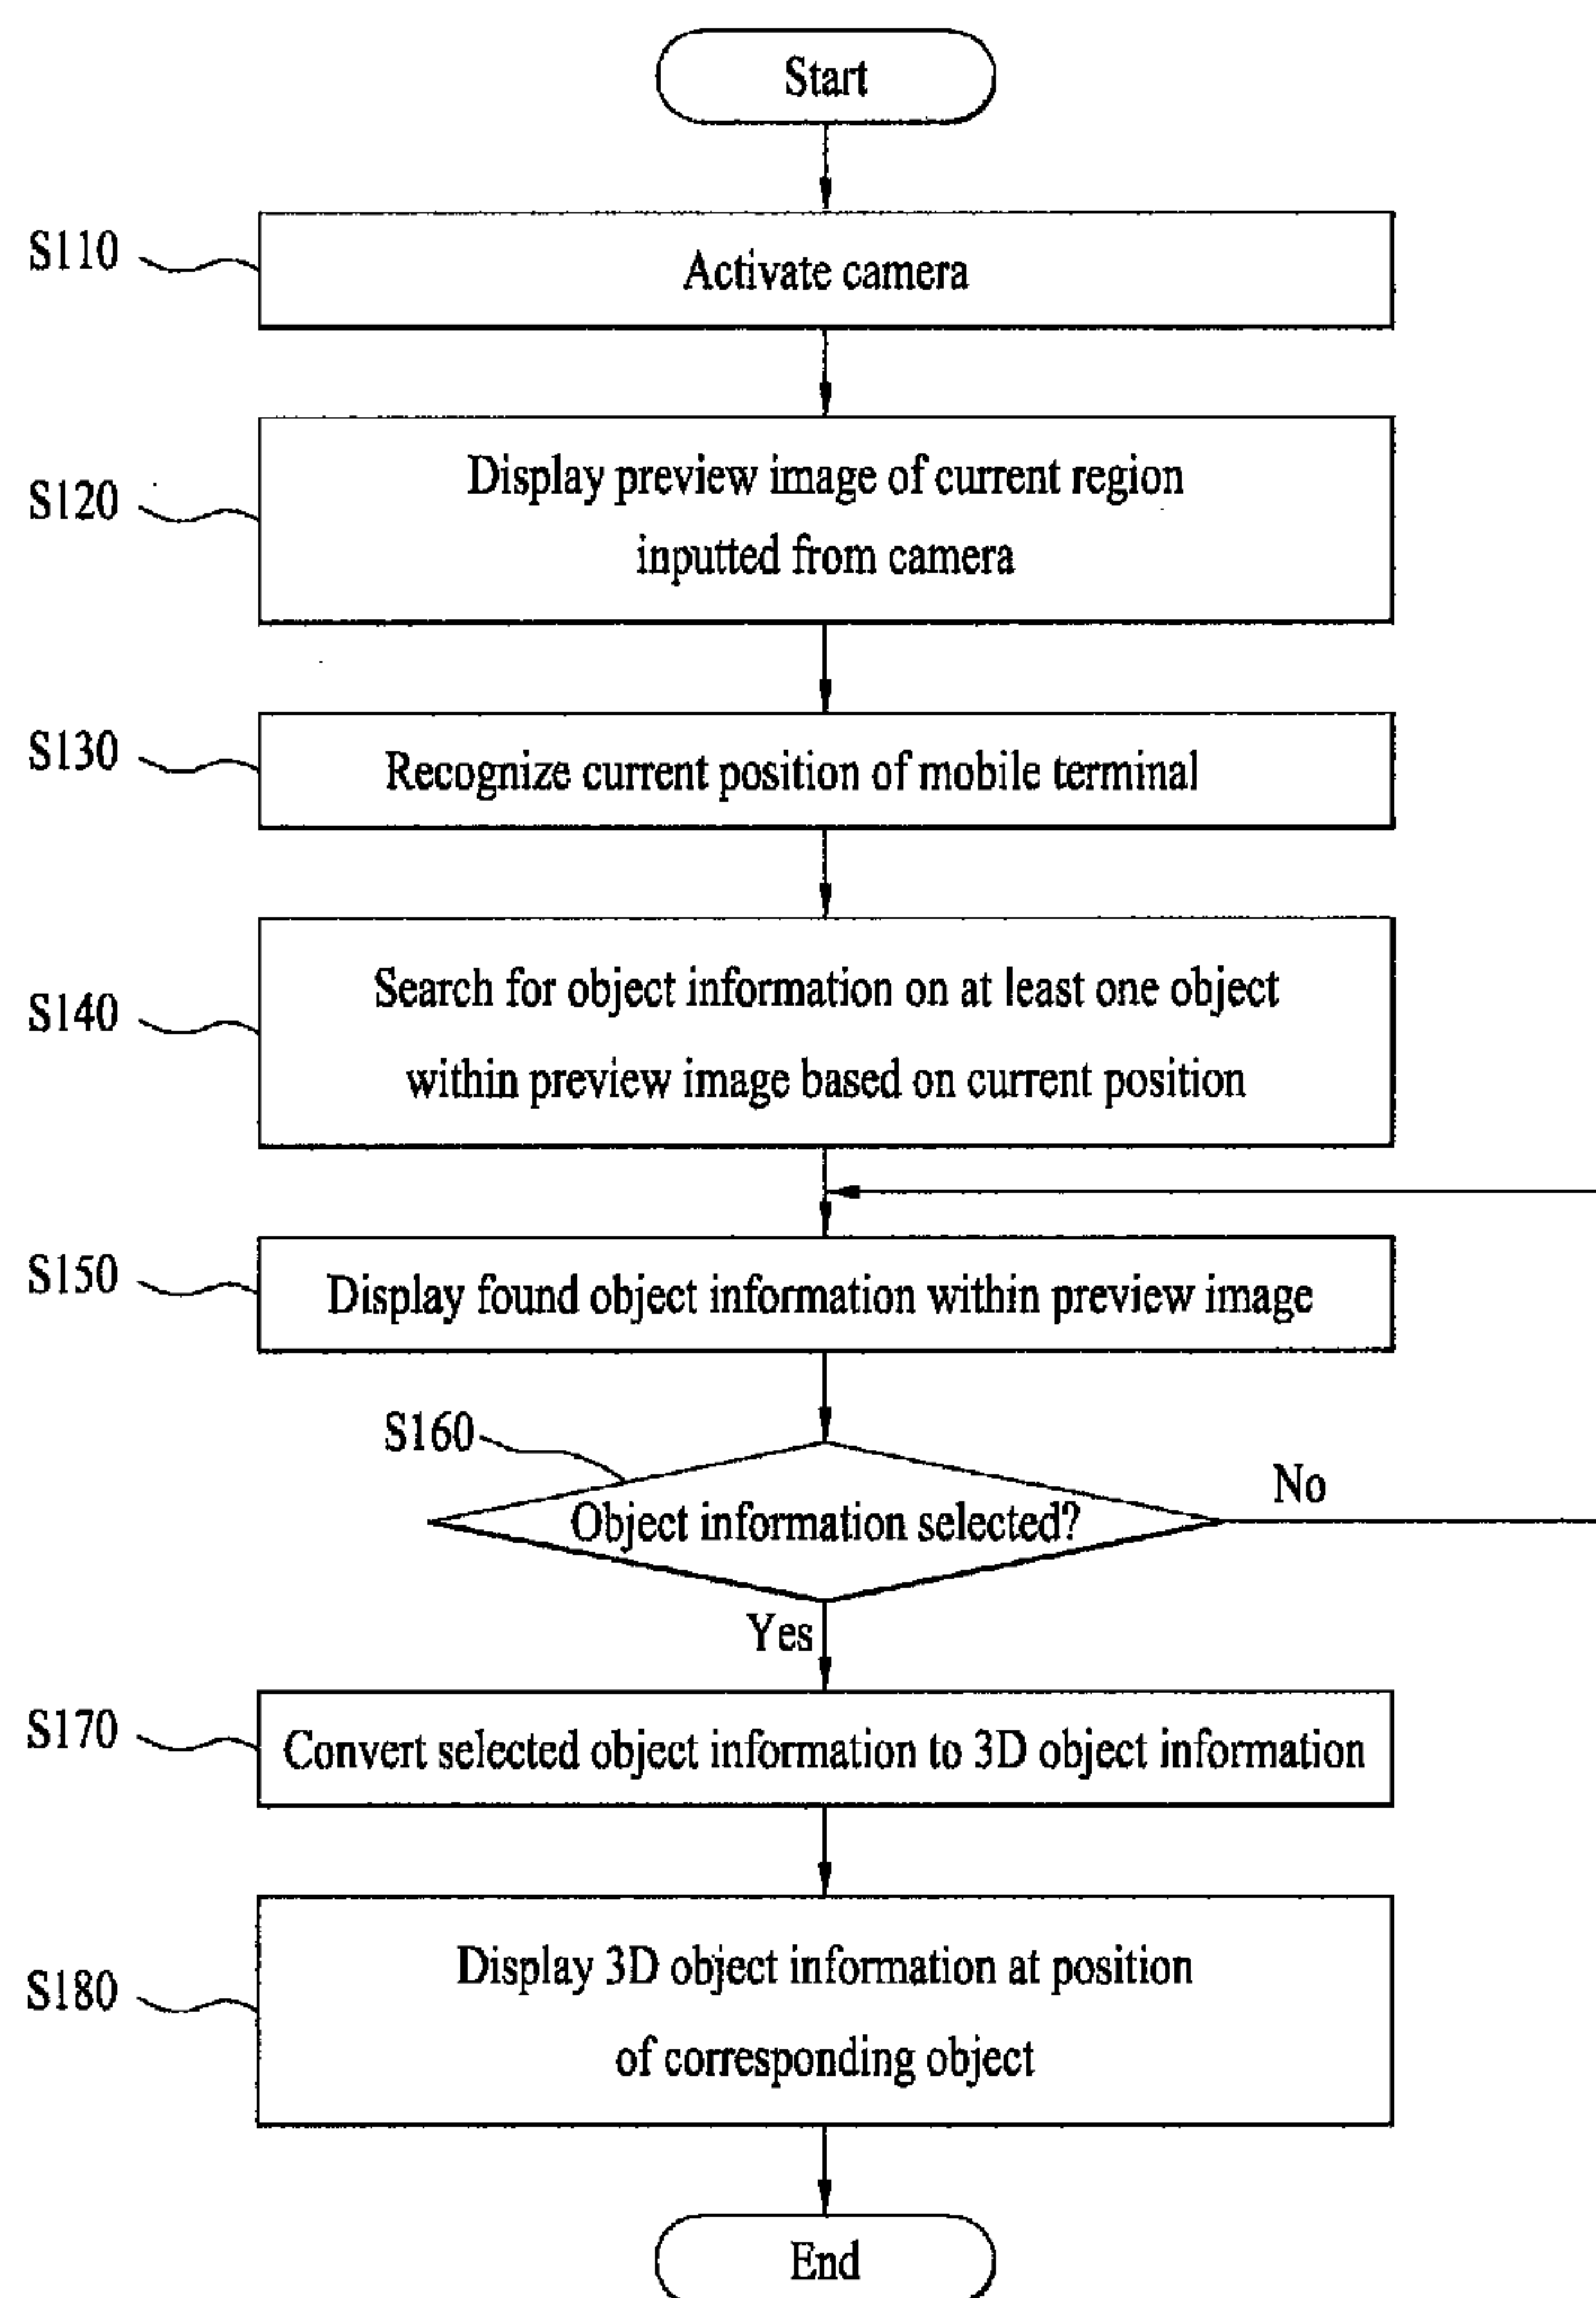 Start
S110
Activate camera
S120
Display preview image of current region
inputted from camera
S130
Recognize current position of mobile terminal
S140
Search for object information on at least one object
within preview image based on current position
S150
Display found object information within preview image
S160
Object information selected?
No
Yes
S170
Convert selected object information to 3D object information
S180
Display 3D object information at position
of corresponding object
End